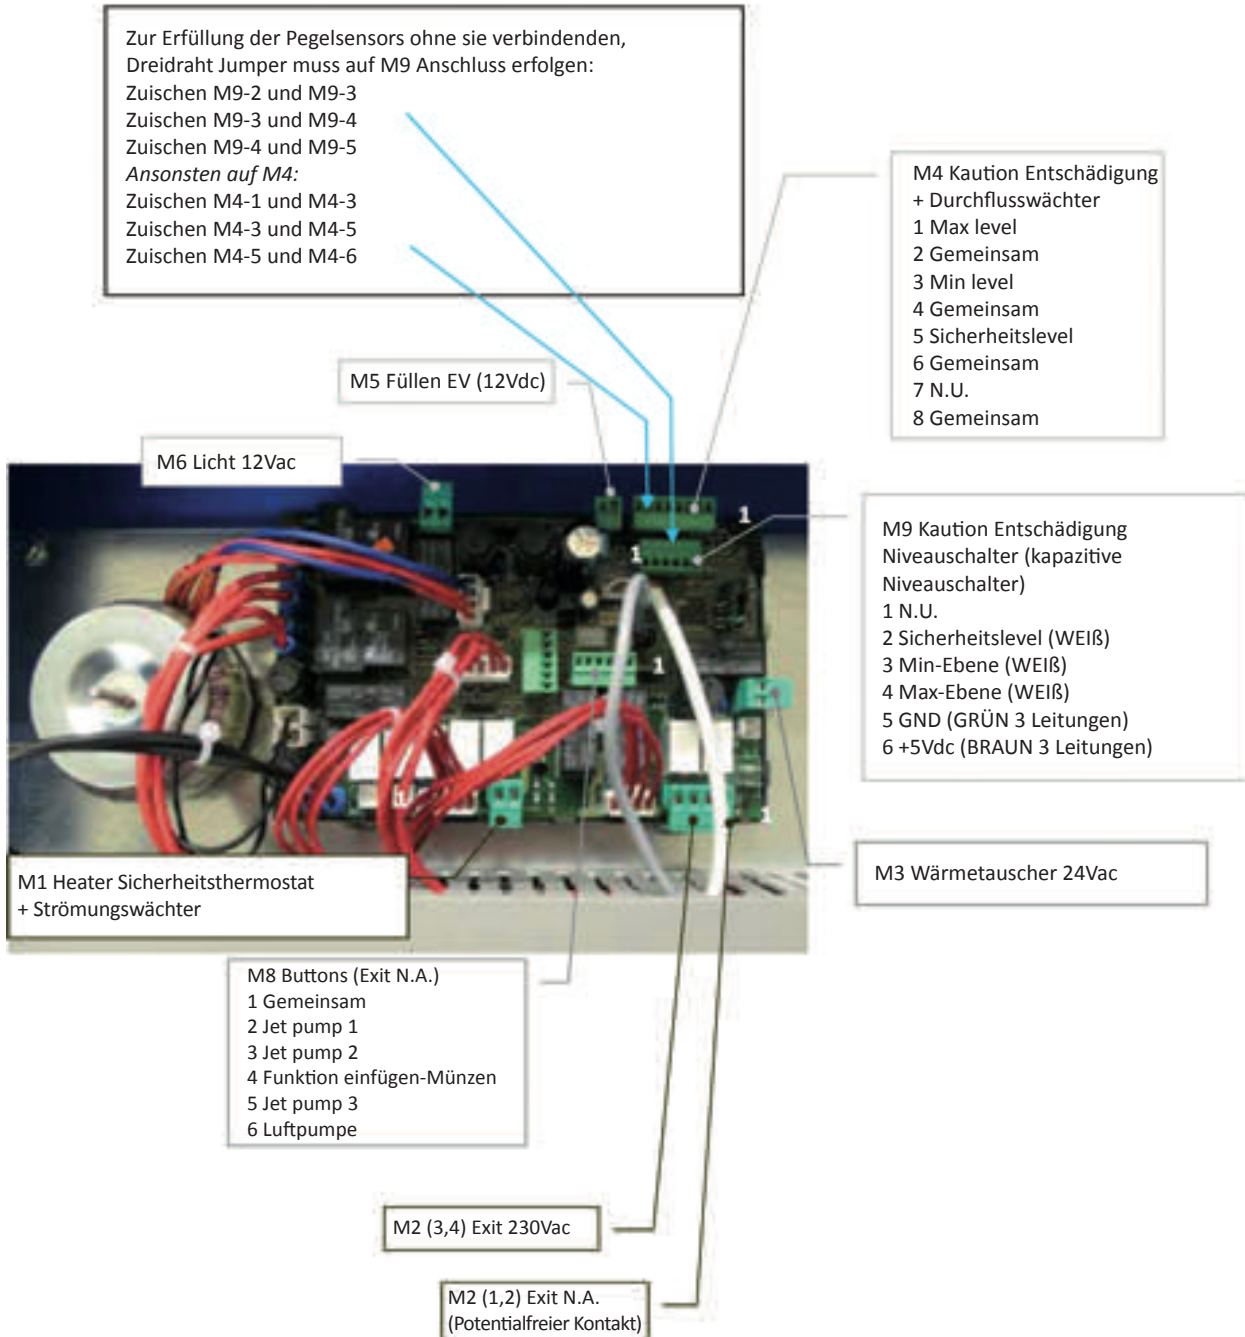 Zur Erfüllung der Pegelsensors ohne sie verbindenden,
Dreidraht Jumper muss auf M9 Anschluss erfolgen:
Zuischen M9-2 und M9-3
Zuischen M9-3 und M9-4
Zuischen M9-4 und M9-5
Ansonsten auf M4:
Zuischen M4-1 und M4-3
Zuischen M4-3 und M4-5
Zuischen M4-5 und M4-6
M4 Kaution Entschädigung
+ Durchflusswächter
1 Max level
2 Gemeinsam
3 Min level
4 Gemeinsam
5 Sicherheitslevel
6 Gemeinsam
7 N.U.
8 Gemeinsam
M5 Füllen EV (12Vdc)
M6 Licht 12Vac
1
1
1
1
1
M9 Kaution Entschädigung
Niveauschalter (kapazitive
Niveauschalter)
1 N.U.
2 Sicherheitslevel (WEIß)
3 Min-Ebene (WEIß)
4 Max-Ebene (WEIß)
5 GND (GRÜN 3 Leitungen)
6 +5Vdc (BRAUN 3 Leitungen)
M1 Heater Sicherheitsthermostat
+ Strömungswächter
M3 Wärmetauscher 24Vac
M8 Buttons (Exit N.A.)
1 Gemeinsam
2 Jet pump 1
3 Jet pump 2
4 Funktion einfügen-Münzen
5 Jet pump 3
6 Luftpumpe
M2 (3,4) Exit 230Vac
M2 (1,2) Exit N.A.
(Potentialfreier Kontakt)